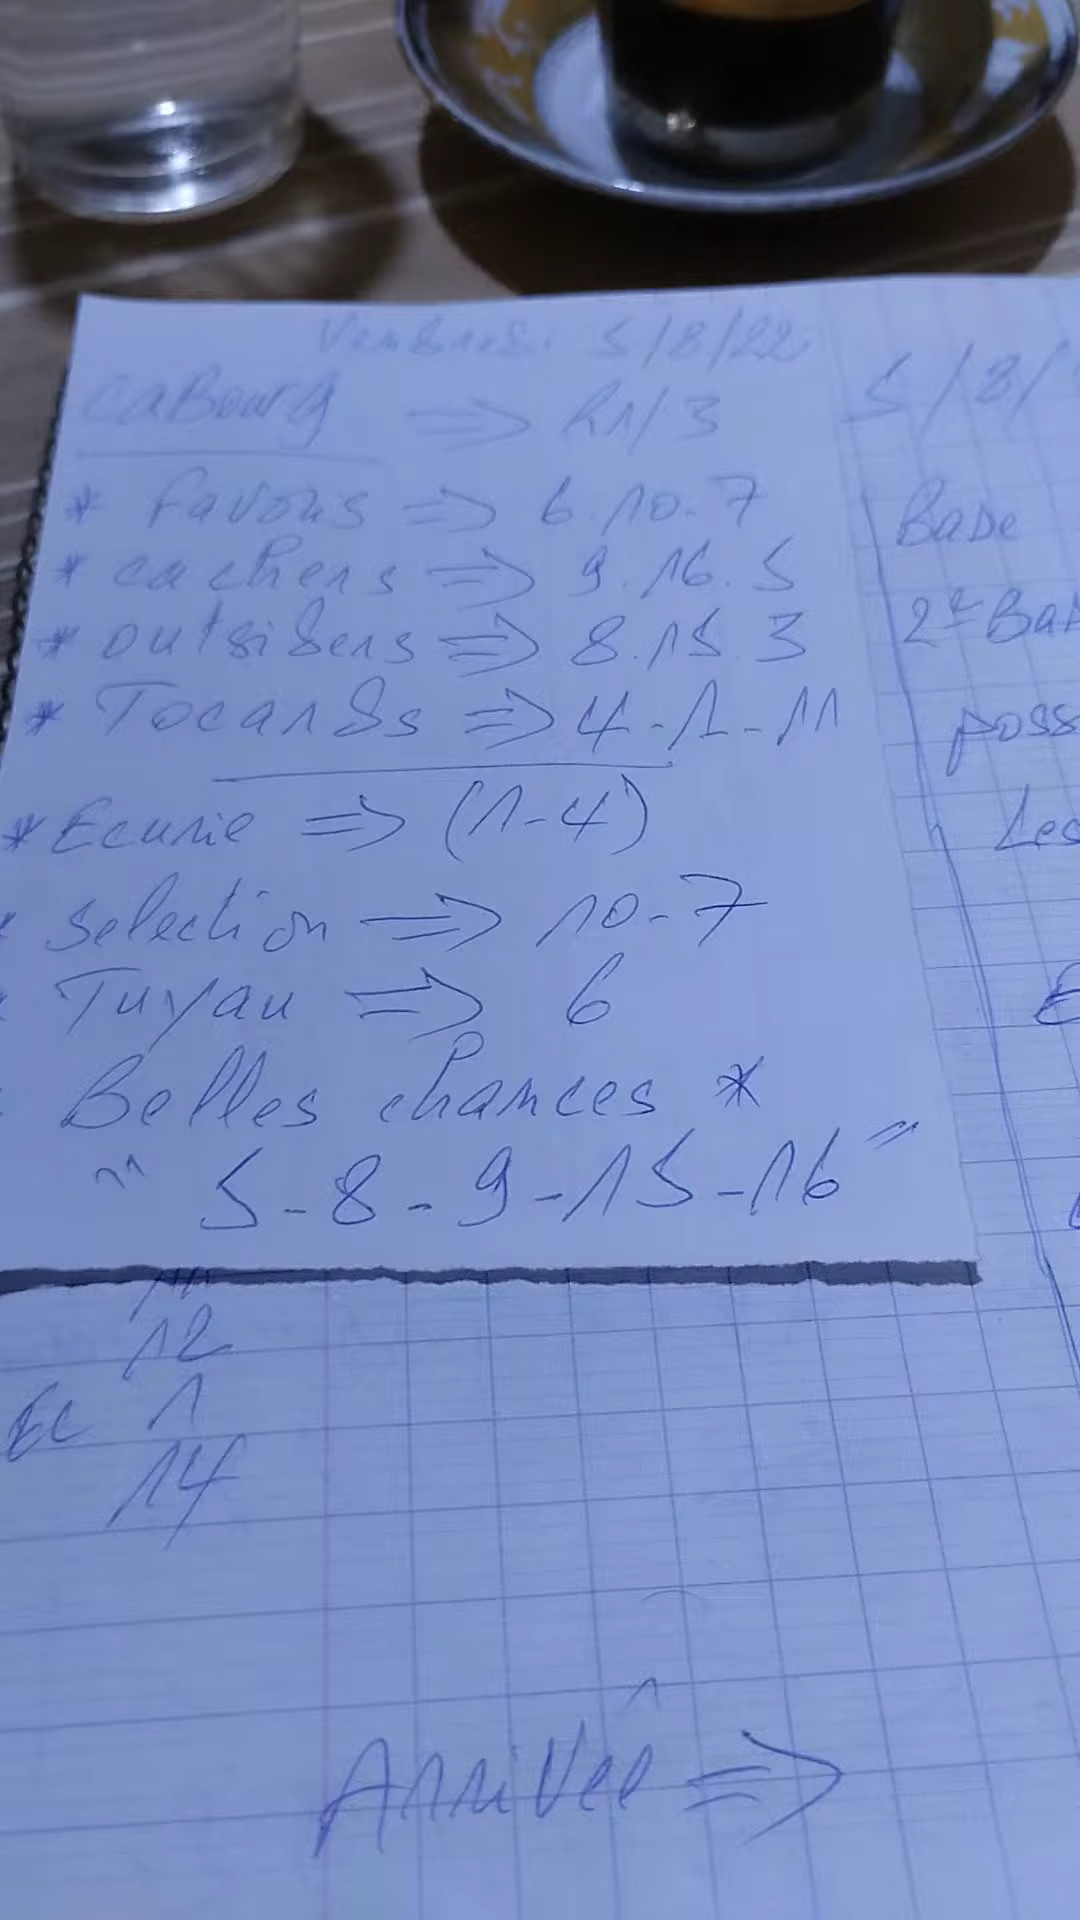 Vendredi 5/8/22
CaBourg => R1/3
* favoris => 6.10.7
* cachers => 9.16.5
* outsiders => 8.15.3
* Tocards => 4-1-11
* Ecurie => (1-4)
* Selection => 10-7
* Tuyau => 6
* Belles chances *
" 5-8-9-15-16 "
12
Ec 1
14
Arrivée =>
5/8/
Base
2e Bas
poss
Les
E